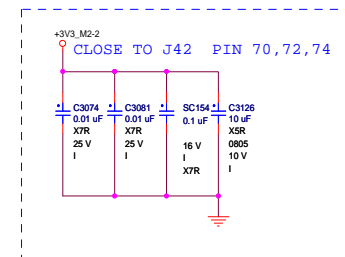 +3V3_M2-2
CLOSE TO J42 PIN 70,72,74
C3074
0.01 uF
X7R
25 V
I
C3081
0.01 uF
X7R
25 V
I
SC154
0.1 uF
16 V
I
X7R
C3126
10 uF
X5R
0805
10 V
I